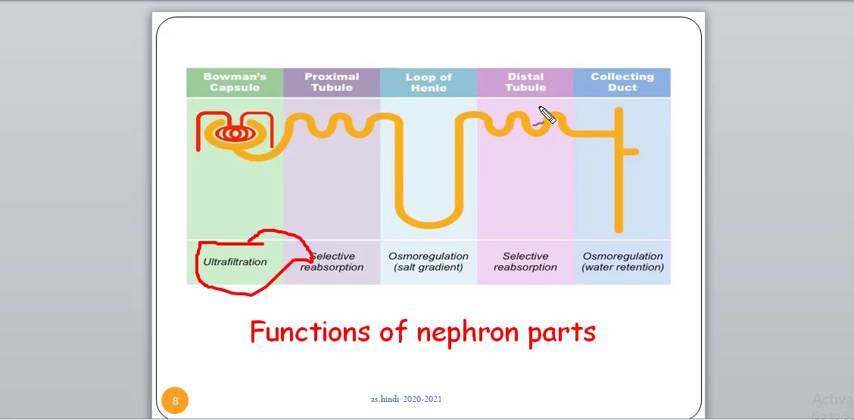 Bowman's Proximal Loop of Distal Collecting
Capsule Tubule Henle Tubule Duct
Ultrafiltration
Selective
reabsorption
Osmoregulation
(salt gradient)
Selective
reabsorption
Osmoregulation
(water retention)
Functions of nephron parts
8
as.hindi 2020-2021
Activa